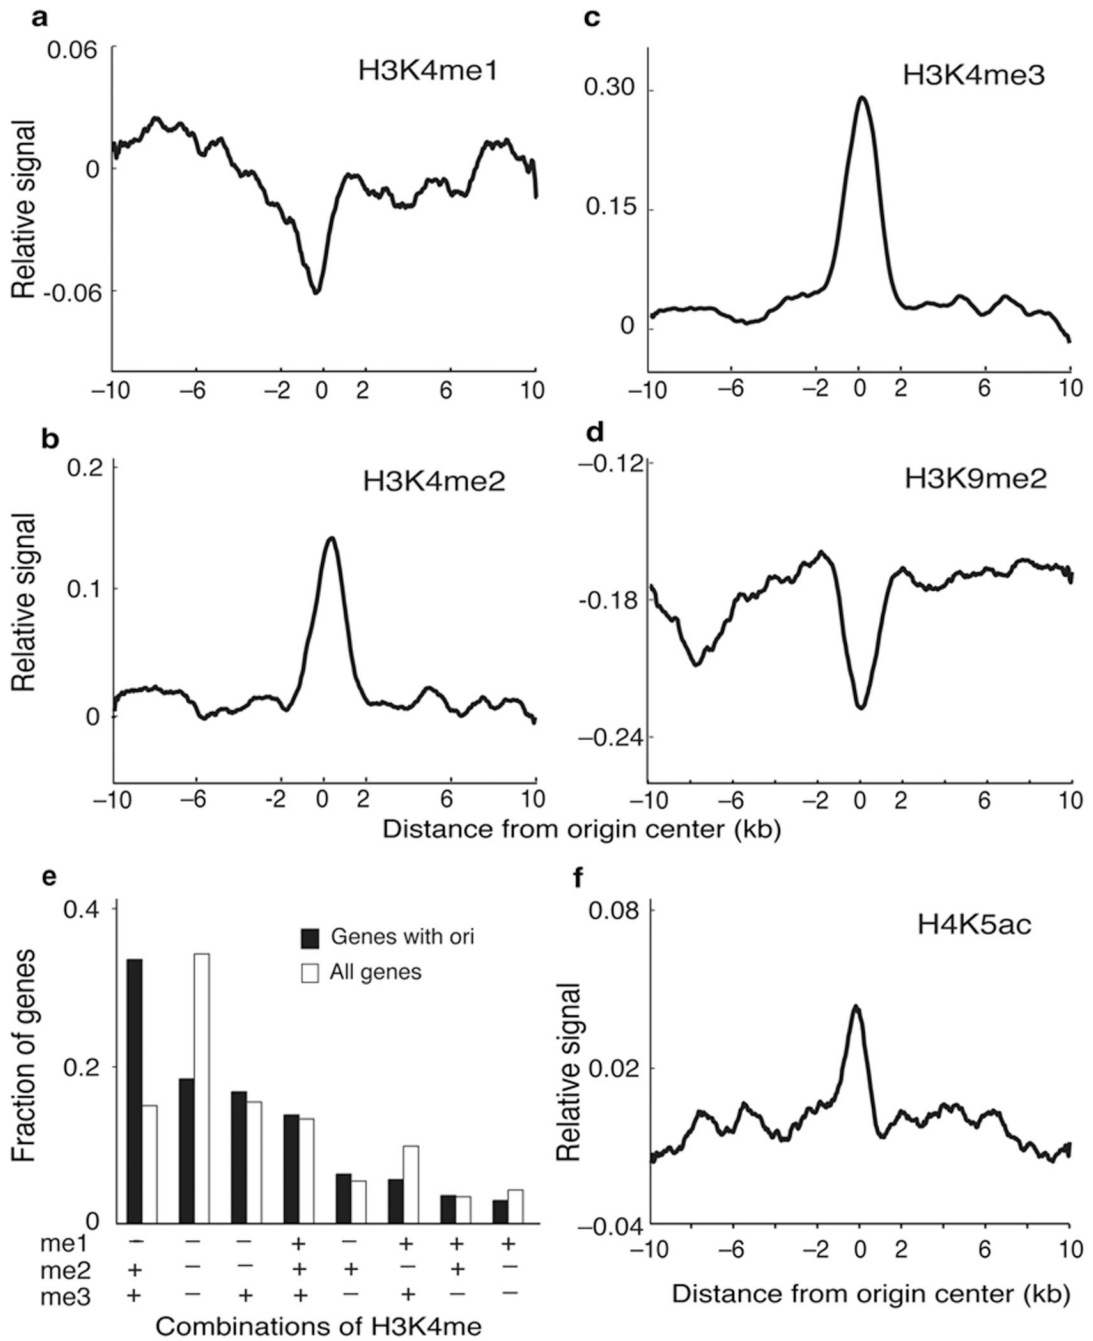 a
0.06
H3K4me1
Relative signal
0
-0.06
–10 –6 –2 0 2 6 10
c
0.30
H3K4me3
0.15
0
–10 –6 –2 0 2 6 10
b
0.2
H3K4me2
Relative signal
0.1
0
–10 –6 -2 0 2 6 10
d
–0.12
H3K9me2
-0.18
–0.24
–10 –6 –2 0 2 6 10
Distance from origin center (kb)
e
0.4
Genes with ori
All genes
Fraction of genes
0.2
0
me1 – – – + – + + +
me2 + – – + + – + –
me3 + – + + – + – –
Combinations of H3K4me
f
0.08
H4K5ac
Relative signal
0.02
–0.04
–10 –6 –2 0 2 6 10
Distance from origin center (kb)